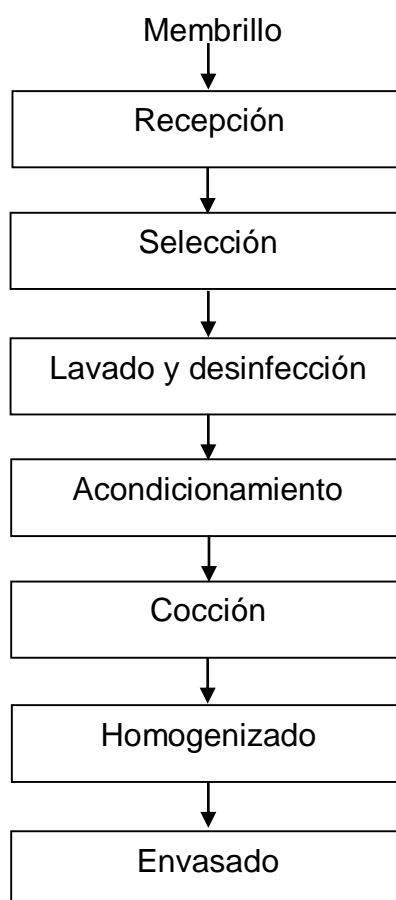 Membrillo
Recepción
Selección
Lavado y desinfección
Acondicionamiento
Cocción
Homogenizado
Envasado